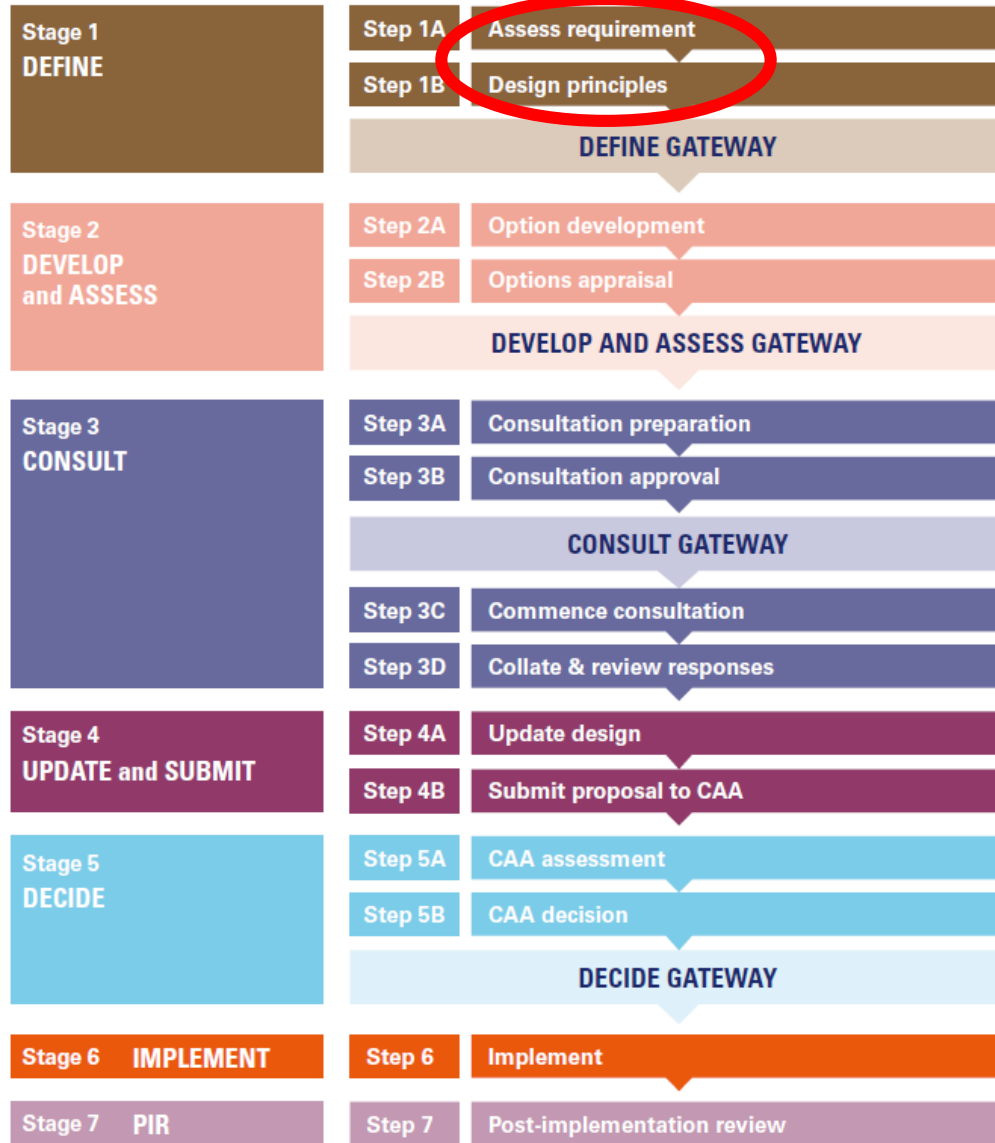 Stage 1
DEFINE
Step 1A Assess requirement
Step 1B Design principles
DEFINE GATEWAY
Stage 2
DEVELOP
and ASSESS
Step 2A Option development
Step 2B Options appraisal
DEVELOP AND ASSESS GATEWAY
Stage 3
CONSULT
Step 3A Consultation preparation
Step 3B Consultation approval
CONSULT GATEWAY
Step 3C Commence consultation
Step 3D Collate & review responses
Stage 4
UPDATE and SUBMIT
Step 4A Update design
Step 4B Submit proposal to CAA
Stage 5
DECIDE
Step 5A CAA assessment
Step 5B CAA decision
DECIDE GATEWAY
Stage 6 IMPLEMENT
Step 6 Implement
Stage 7 PIR
Step 7 Post-implementation review